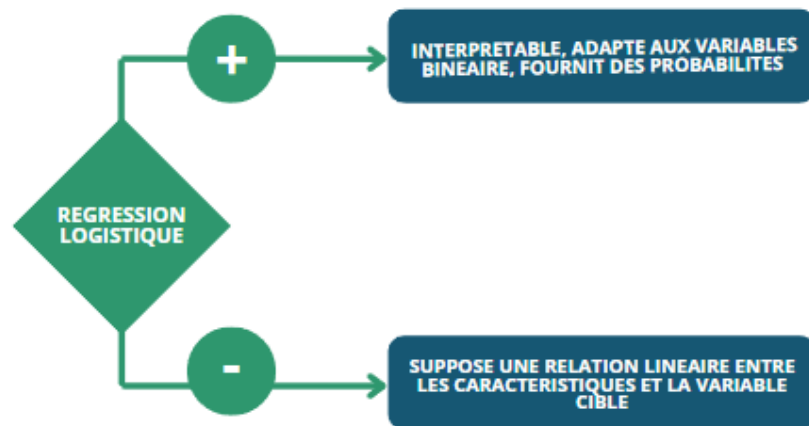 +
INTERPRETABLE, ADAPTE AUX VARIABLES
BINEAIRE, FOURNIT DES PROBABILITES
REGRESSION
LOGISTIQUE
-
SUPPOSE UNE RELATION LINEAIRE ENTRE
LES CARACTERISTIQUES ET LA VARIABLE
CIBLE